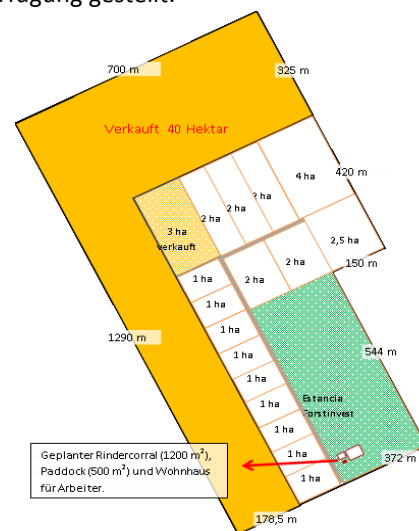 rfügung gestellt.
700 m
325 m
Verkauft 40 Hektar
4 ha
420 m
? ha
2 ha
2 ha
3 ha
verkauft
2,5 ha
150 m
2 ha
2 ha
1 ha
1 ha
1 ha
1290 m
1 ha
544 m
1 ha
Estancia
Forstinvest
1 ha
1 ha
1 ha
1 ha
Geplanter Rindercorral (1200 m²),
Paddock (500 m²) und Wohnhaus
für Arbeiter.
372 m
178,5 m